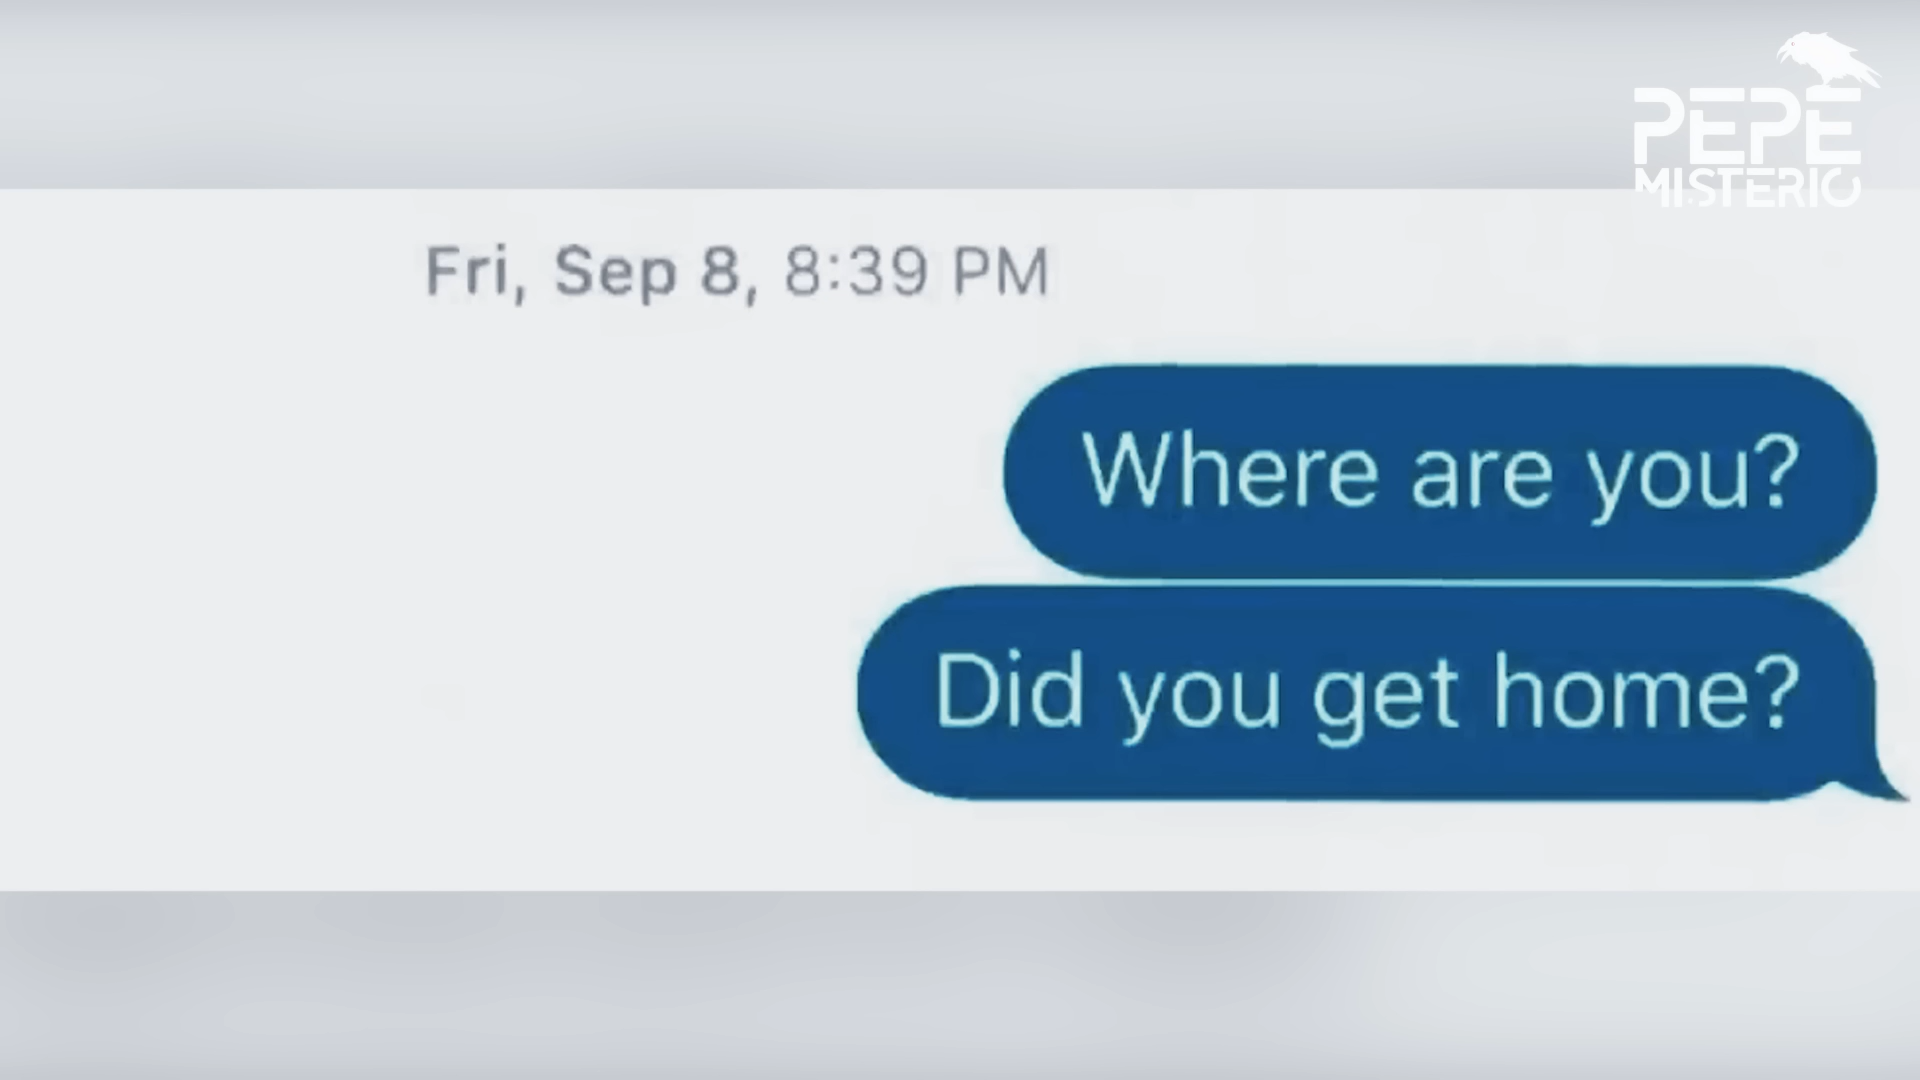 PEPE
MISTERIO
Fri, Sep 8, 8:39 PM
Where are you?
Did you get home?